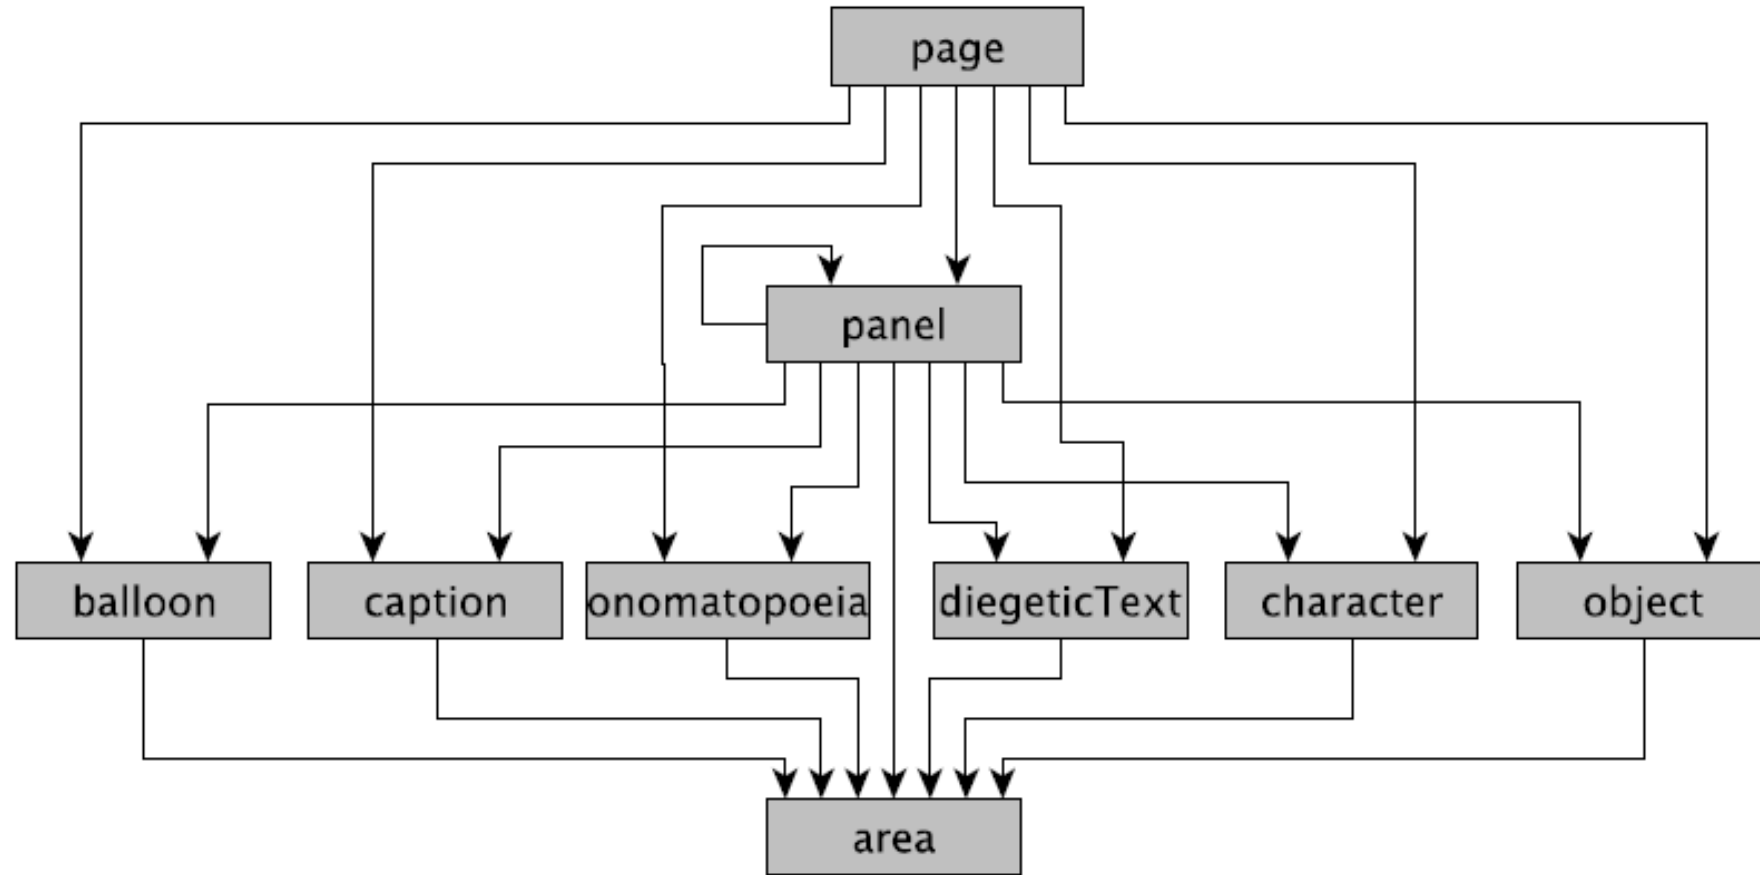 page
panel
balloon
caption
onomatopoeia
diegeticText
character
object
area